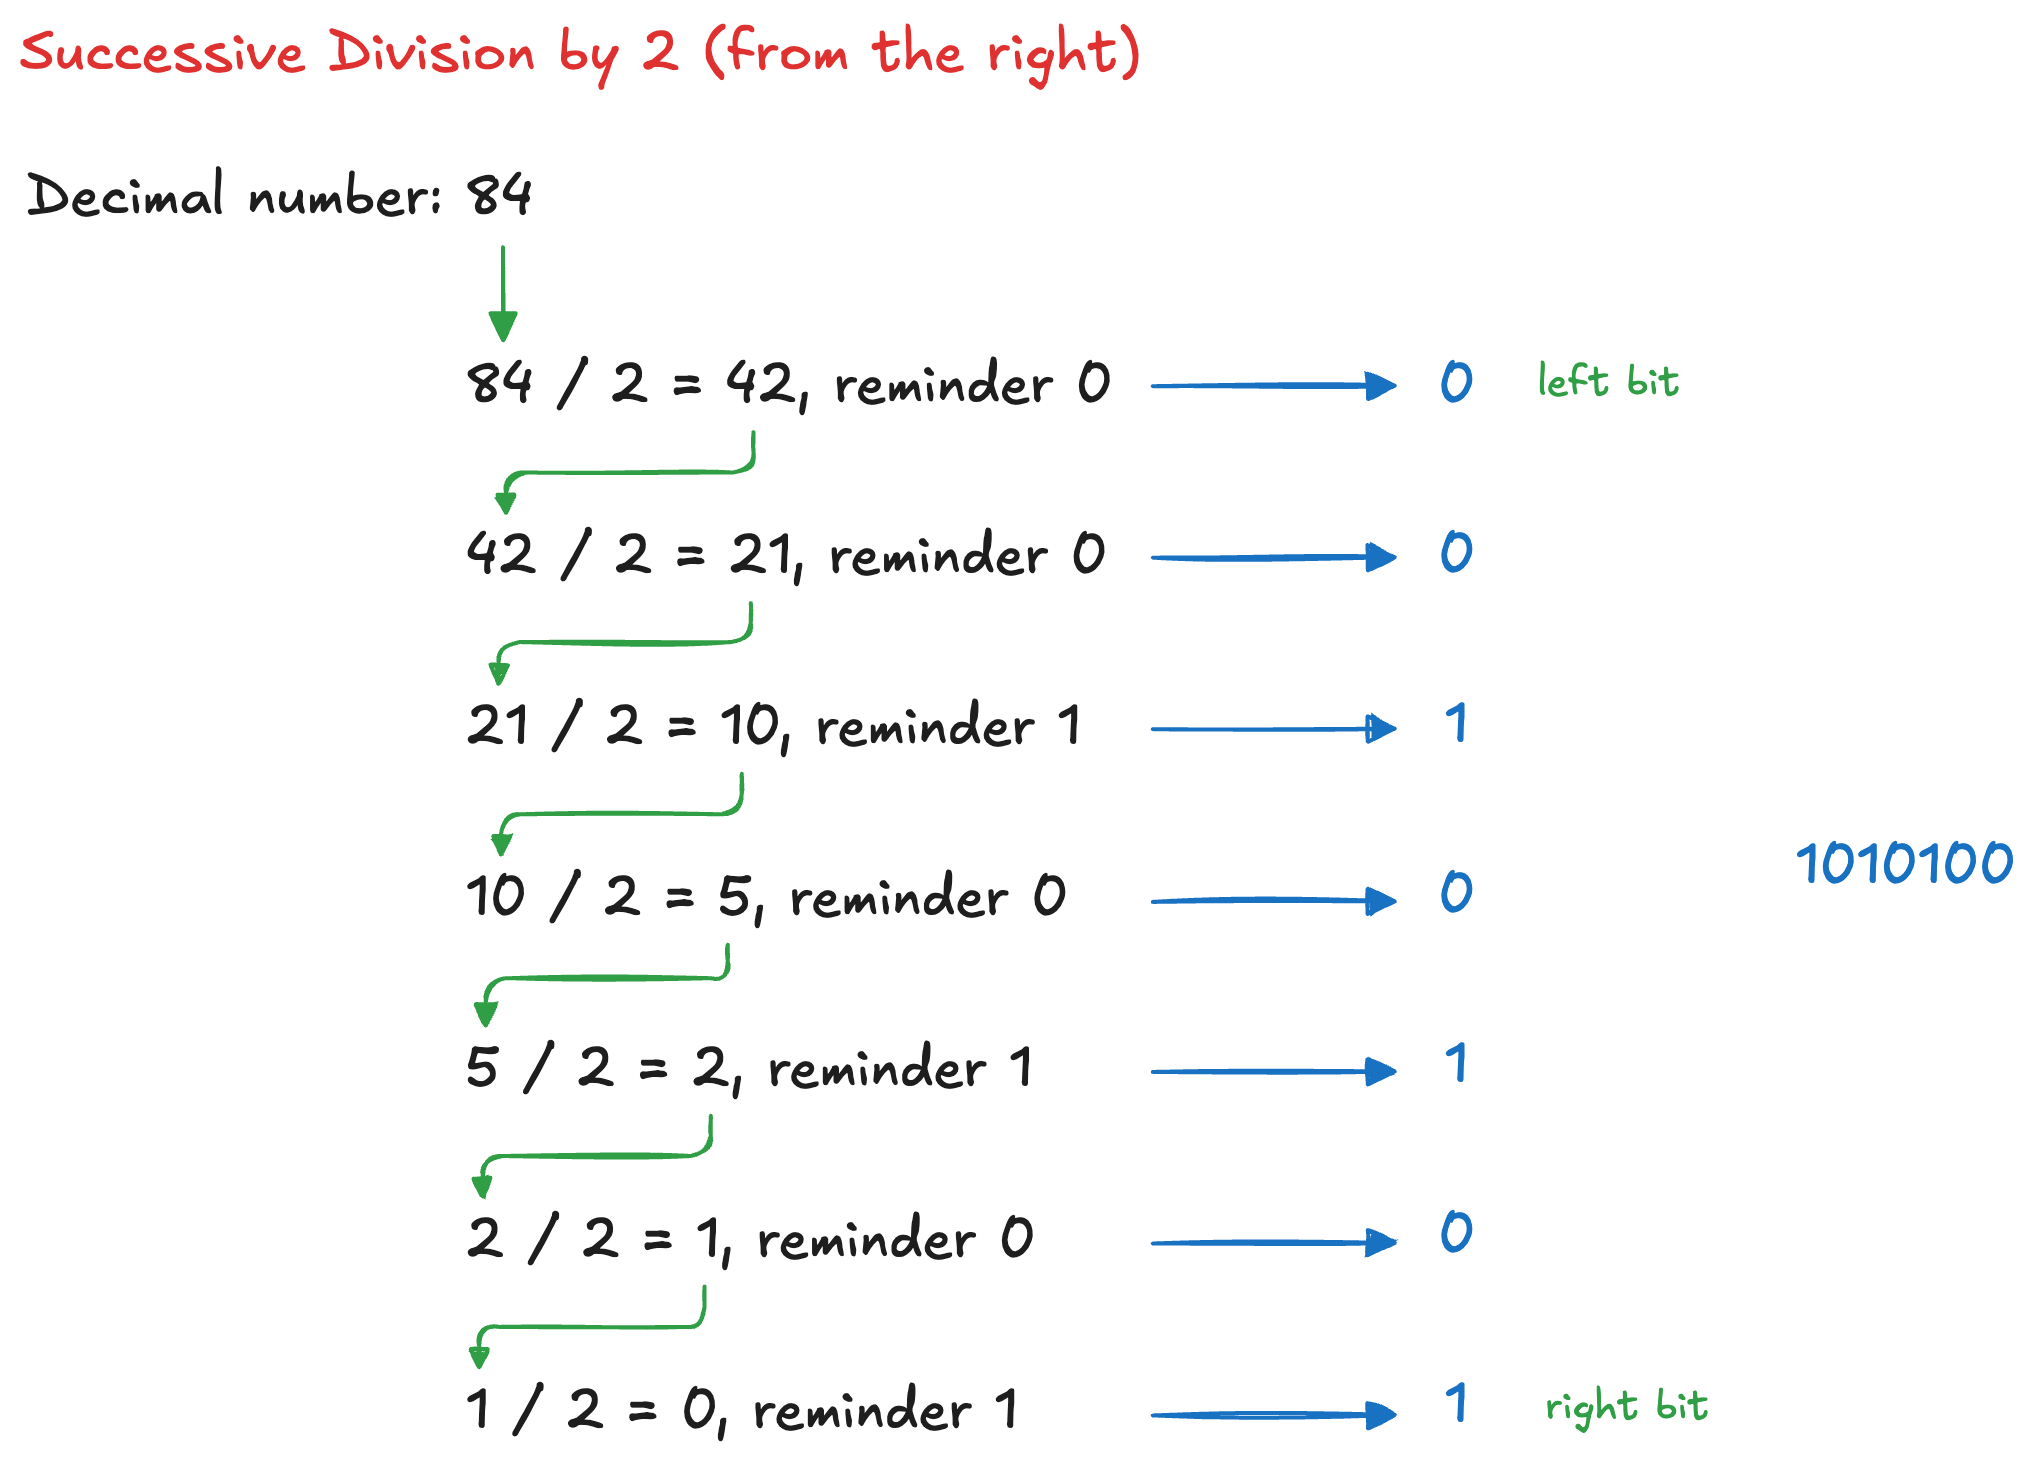 Successive Division by 2 (from the right)
Decimal number: 84
84 / 2 = 42, reminder 0 0 left bit
42 / 2 = 21, reminder 0 0
21 / 2 = 10, reminder 1 1
1010100
10 / 2 = 5, reminder 0 0
5 / 2 = 2, reminder 1 1
2 / 2 = 1, reminder 0 0
1 / 2 = 0, reminder 1 1 right bit